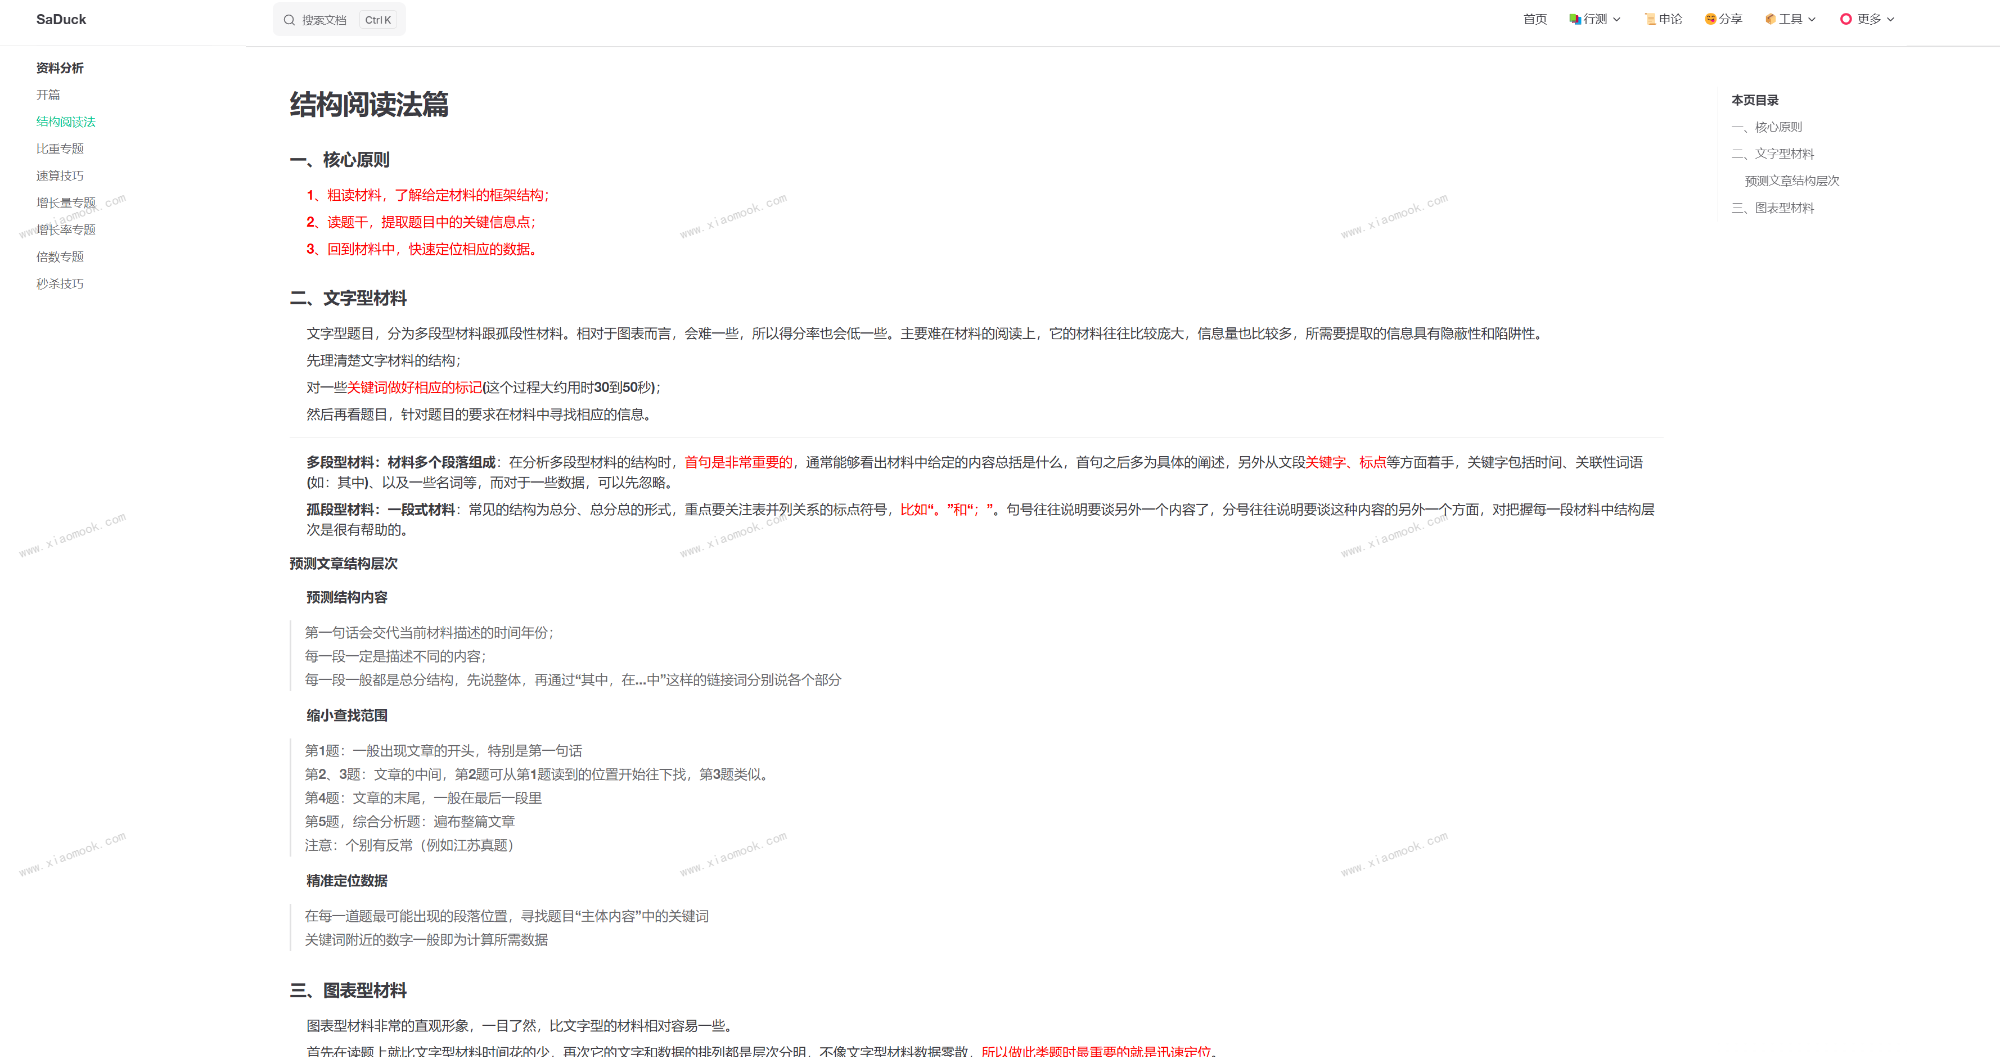 SaDuck
搜索文档 Ctrl K
首页 行测 申论 分享 工具 更多
资料分析
开篇
结构阅读法
比重专题
速算技巧
增长量专题
增长率专题
倍数专题
秒杀技巧
结构阅读法篇
一、核心原则
1、粗读材料，了解给定材料的框架结构；
2、读题干，提取题目中的关键信息点；
3、回到材料中，快速定位相应的数据。
二、文字型材料
文字型题目，分为多段型材料跟孤段性材料。相对于图表而言，会难一些，所以得分率也会低一些。主要难在材料的阅读上，它的材料往往比较庞大，信息量也比较多，所需要提取的信息具有隐蔽性和陷阱性。
先理清楚文字材料的结构；
对一些关键词做好相应的标记(这个过程大约用时30到50秒)；
然后再看题目，针对题目的要求在材料中寻找相应的信息。
多段型材料：材料多个段落组成：在分析多段型材料的结构时，首句是非常重要的，通常能够看出材料中给定的内容总括是什么，首句之后多为具体的阐述，另外从文段关键字、标点等方面着手，关键字包括时间、关联性词语
(如：其中)、以及一些名词等，而对于一些数据，可以先忽略。
孤段型材料：一段式材料：常见的结构为总分、总分总的形式，重点要关注表并列关系的标点符号，比如“。”和“；”。句号往往说明要谈另外一个内容了，分号往往说明要谈这种内容的另外一个方面，对把握每一段材料中结构层
次是很有帮助的。
预测文章结构层次
预测结构内容
第一句话会交代当前材料描述的时间年份；
每一段一定是描述不同的内容；
每一段一般都是总分结构，先说整体，再通过“其中，在...中”这样的链接词分别说各个部分
缩小查找范围
第1题：一般出现文章的开头，特别是第一句话
第2、3题：文章的中间，第2题可从第1题读到的位置开始往下找，第3题类似。
第4题：文章的末尾，一般在最后一段里
第5题，综合分析题：遍布整篇文章
注意：个别有反常（例如江苏真题）
精准定位数据
在每一道题最可能出现的段落位置，寻找题目“主体内容”中的关键词
关键词附近的数字一般即为计算所需数据
三、图表型材料
图表型材料非常的直观形象，一目了然，比文字型的材料相对容易一些。
首先在读题上就比文字型材料时间花的少，再次它的文字和数据的排列都是层次分明，不像文字型材料数据零散，所以做此类题时最重要的就是迅速定位。
本页目录
一、核心原则
二、文字型材料
预测文章结构层次
三、图表型材料
www.xiaomook.com
www.xiaomook.com
www.xiaomook.com
www.xiaomook.com
www.xiaomook.com
www.xiaomook.com
www.xiaomook.com
www.xiaomook.com
www.xiaomook.com